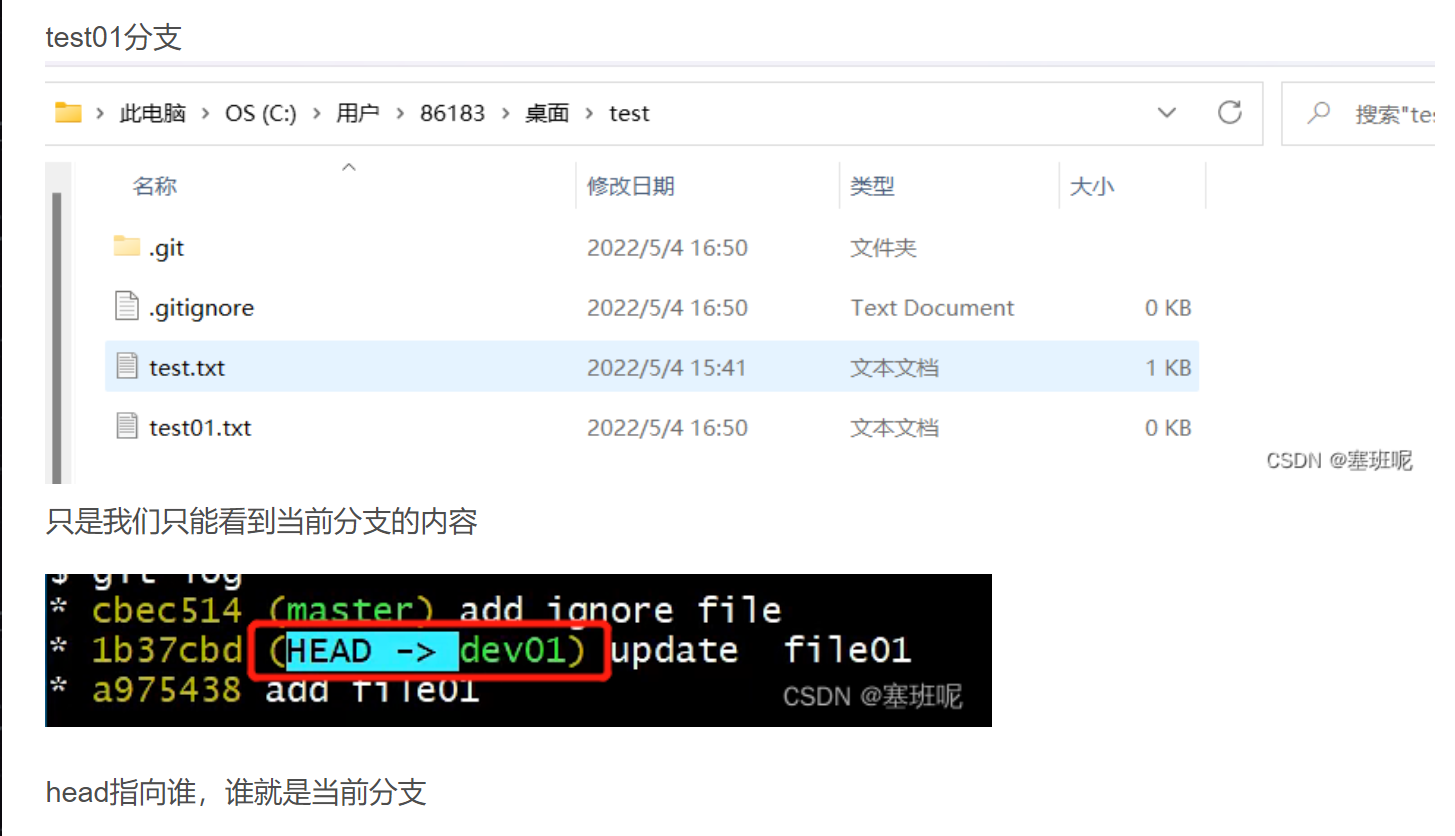 test01分支
此电脑 › OS (C:) › 用户 › 86183 › 桌面 › test 搜索"tes
名称 修改日期 类型 大小
.git 2022/5/4 16:50 文件夹
.gitignore 2022/5/4 16:50 Text Document 0 KB
test.txt 2022/5/4 15:41 文本文档 1 KB
test01.txt 2022/5/4 16:50 文本文档 0 KB
CSDN @塞班呢
只是我们只能看到当前分支的内容
$ git log
* cbec514 (master) add ignore file
* 1b37cbd (HEAD -> dev01) update  file01
* a975438 add file01
CSDN @塞班呢
head指向谁，谁就是当前分支